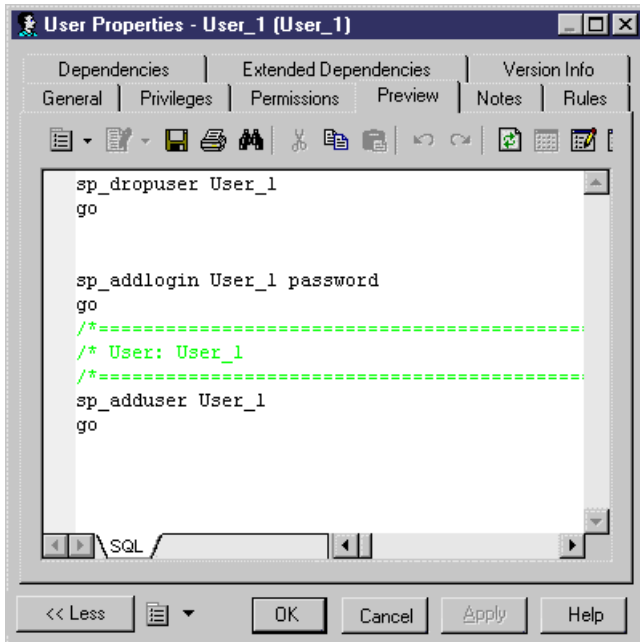 User Properties - User_1 (User_1)
Dependencies Extended Dependencies Version Info
General Privileges Permissions Preview Notes Rules
sp_dropuser User_1
go
sp_addlogin User_1 password
go
/*==============================================
/* User: User_1
/*==============================================
sp_adduser User_1
go
SQL
<< Less OK Cancel Apply Help